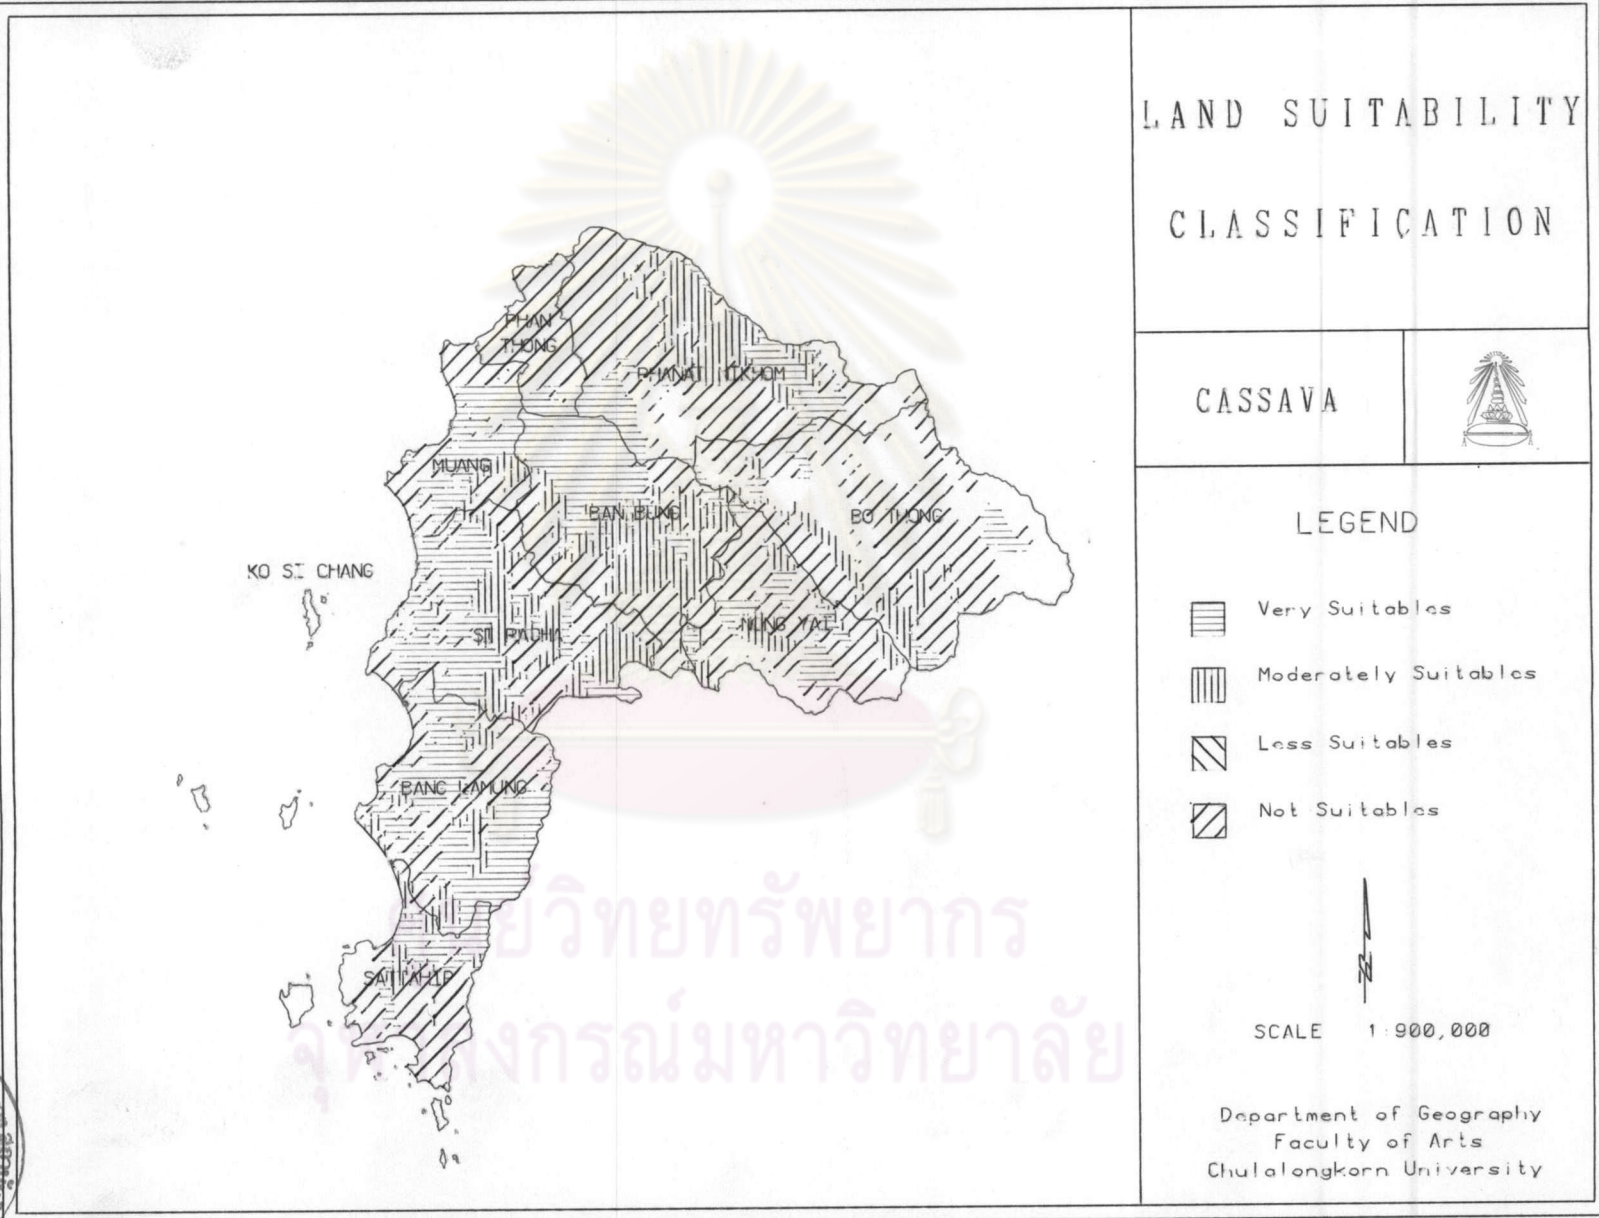 LAND SUITABILITY
CLASSIFICATION
CASSAVA
LEGEND
Very Suitables
Moderately Suitables
Less Suitables
Not Suitables
N
SCALE 1:900,000
Department of Geography
Faculty of Arts
Chulalongkorn University
PHAN
THONG
PHANAT NIKHOM
MUANG
BAN BUNG
BO THONG
KO SI CHANG
SI RACHA
NONG YAI
BANG LAMUNG
SATTAHIP
ศูนย์วิทยทรัพยากร
จุฬาลงกรณ์มหาวิทยาลัย